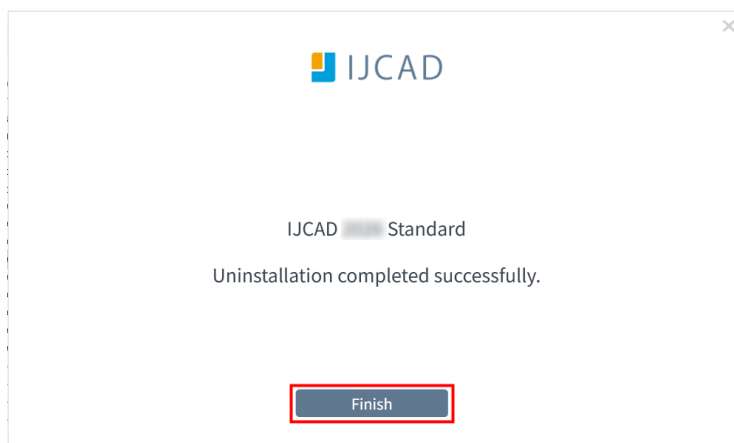 IJCAD
IJCAD Standard
Uninstallation completed successfully.
Finish